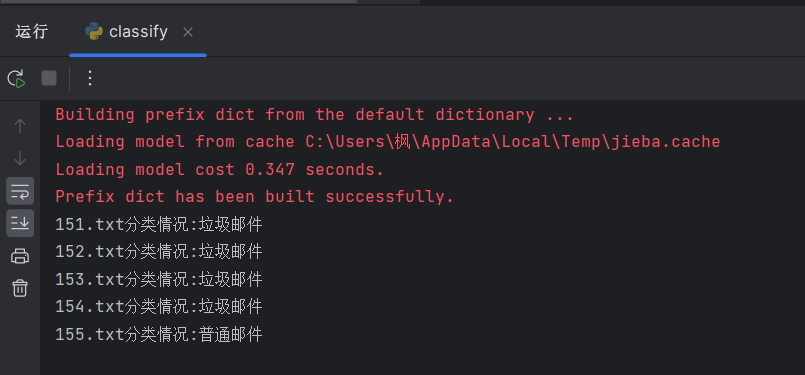 运行
classify
Building prefix dict from the default dictionary ...
Loading model from cache C:\Users\枫\AppData\Local\Temp\jieba.cache
Loading model cost 0.347 seconds.
Prefix dict has been built successfully.
151.txt分类情况:垃圾邮件
152.txt分类情况:垃圾邮件
153.txt分类情况:垃圾邮件
154.txt分类情况:垃圾邮件
155.txt分类情况:普通邮件